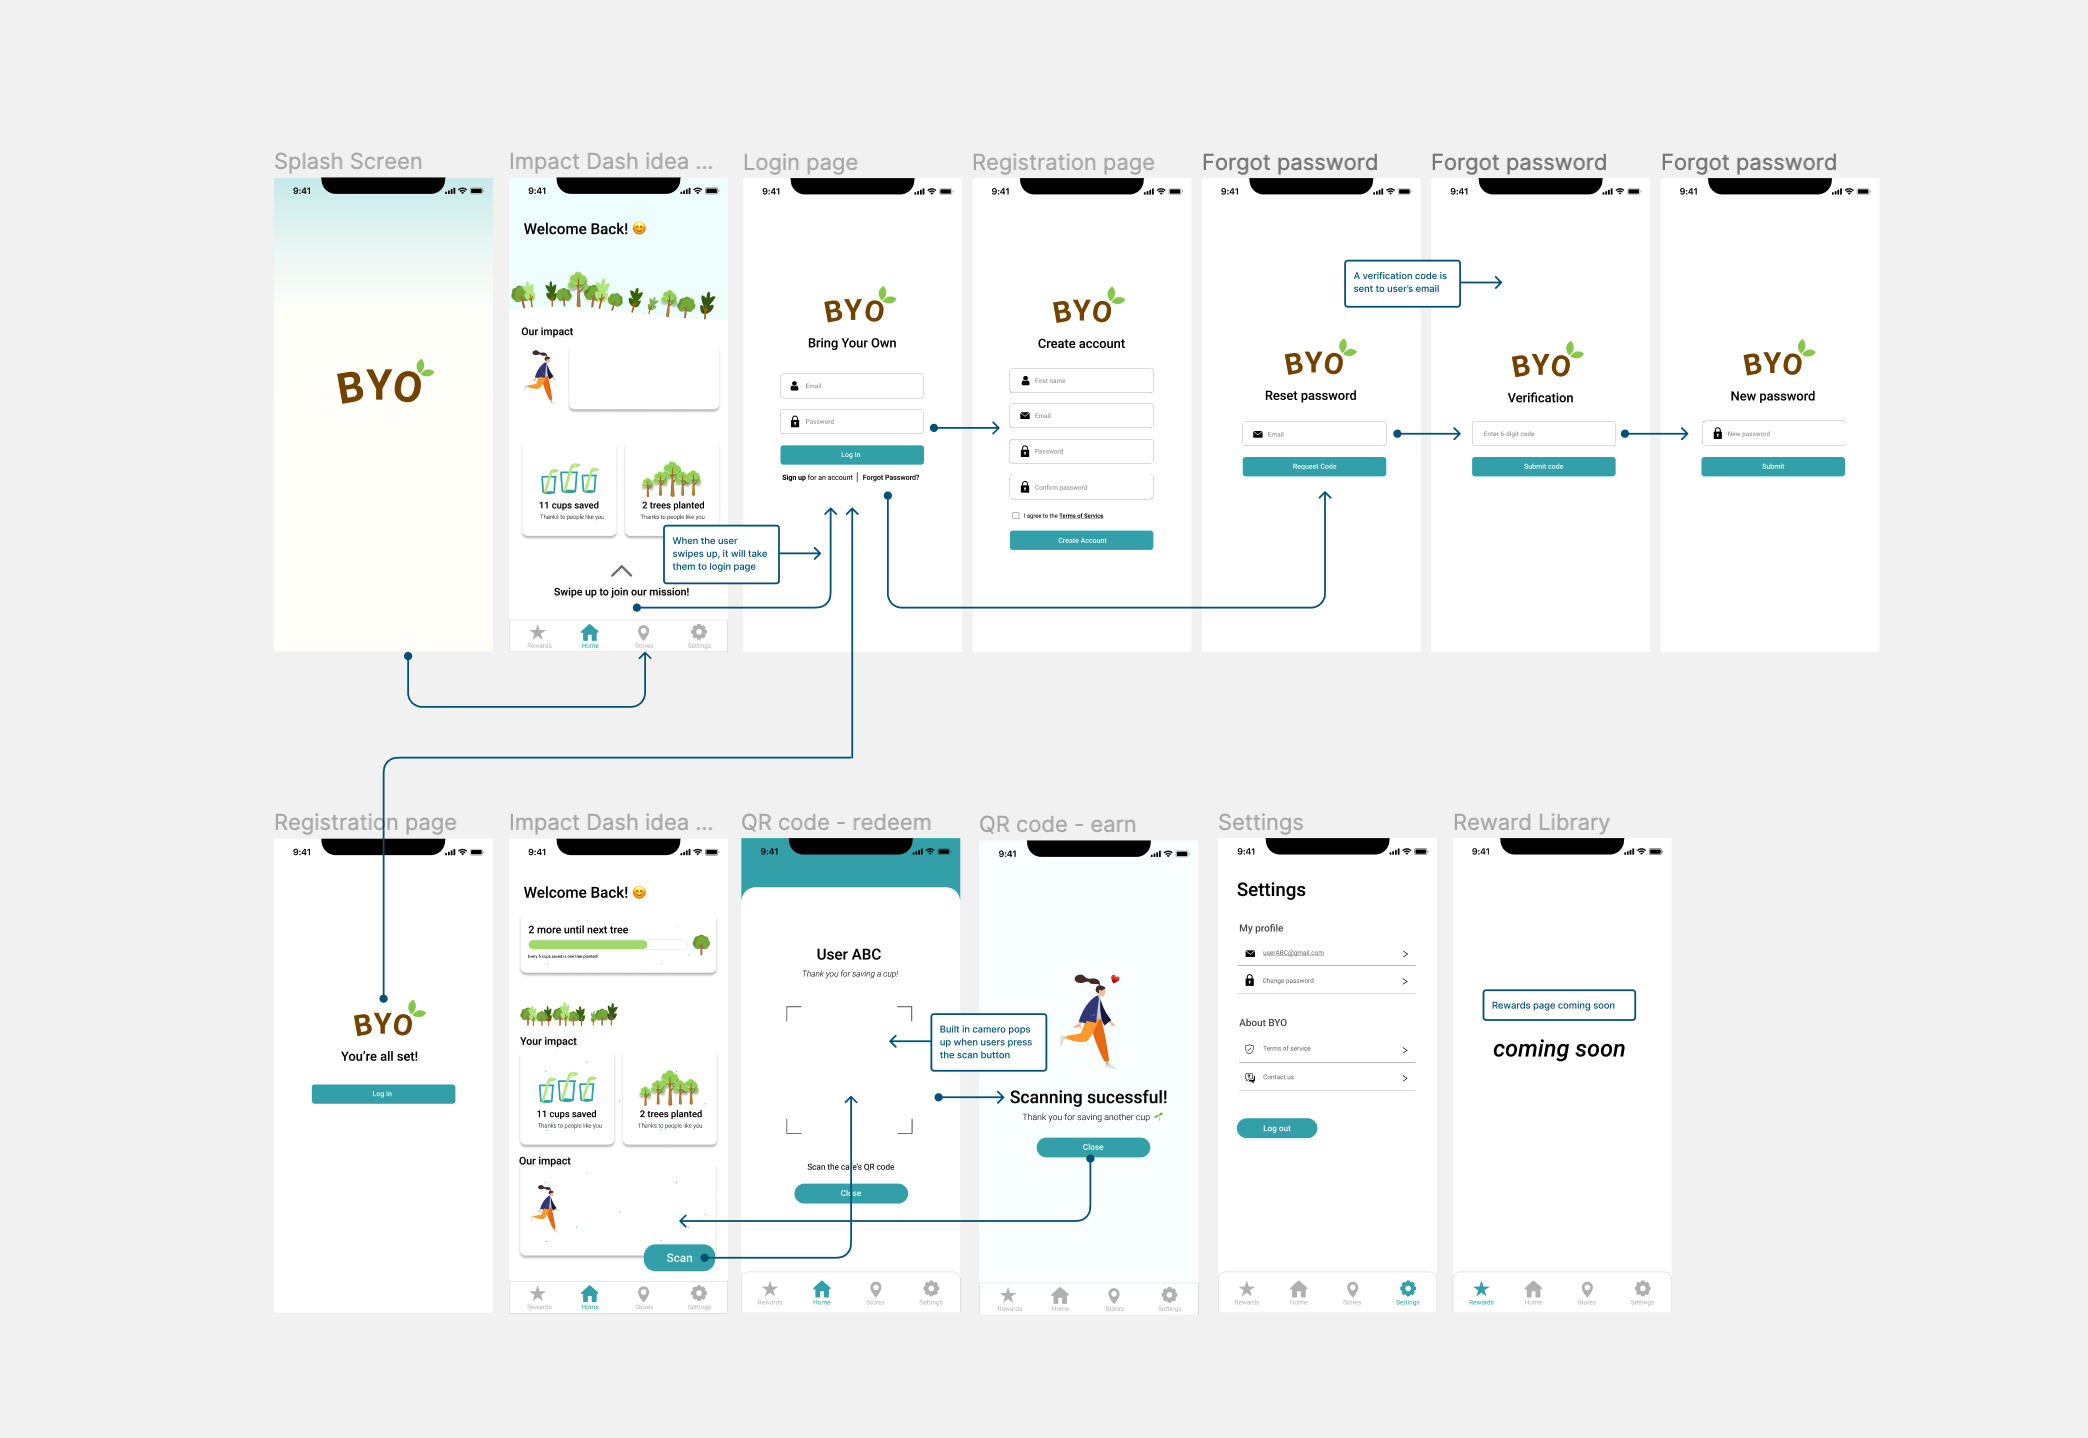 Splash Screen
9:41
BYO
Impact Dash idea ...
9:41
Welcome Back! 😊
Our impact
11 cups saved
Thanks to people like you
2 trees planted
Thanks to people like you
When the user
swipes up, it will take
them to login page
Swipe up to join our mission!
Rewards
Home
Stores
Settings
Login page
9:41
BYO
Bring Your Own
Email
Password
Log In
Sign up for an account | Forgot Password?
Registration page
9:41
BYO
Create account
First name
Email
Password
Confirm password
I agree to the Terms of Service
Create Account
Forgot password
9:41
BYO
Reset password
Email
Request Code
A verification code is
sent to user's email
Forgot password
9:41
BYO
Verification
Enter 6-digit code
Submit code
Forgot password
9:41
BYO
New password
New password
Submit
Registration page
9:41
BYO
You're all set!
Log In
Impact Dash idea ...
9:41
Welcome Back! 😊
2 more until next tree
Every 5 cups saved is one tree planted!
Your impact
11 cups saved
Thanks to people like you
2 trees planted
Thanks to people like you
Our impact
Scan
Rewards
Home
Stores
Settings
QR code - redeem
9:41
User ABC
Thank you for saving a cup!
Built in camero pops
up when users press
the scan button
Scan the cafe's QR code
Close
Rewards
Home
Stores
Settings
QR code - earn
9:41
Scanning sucessful!
Thank you for saving another cup 🌱
Close
Rewards
Home
Stores
Settings
Settings
9:41
Settings
My profile
userABC@gmail.com
Change password
About BYO
Terms of service
Contact us
Log out
Rewards
Home
Stores
Settings
Reward Library
9:41
Rewards page coming soon
coming soon
Rewards
Home
Stores
Settings